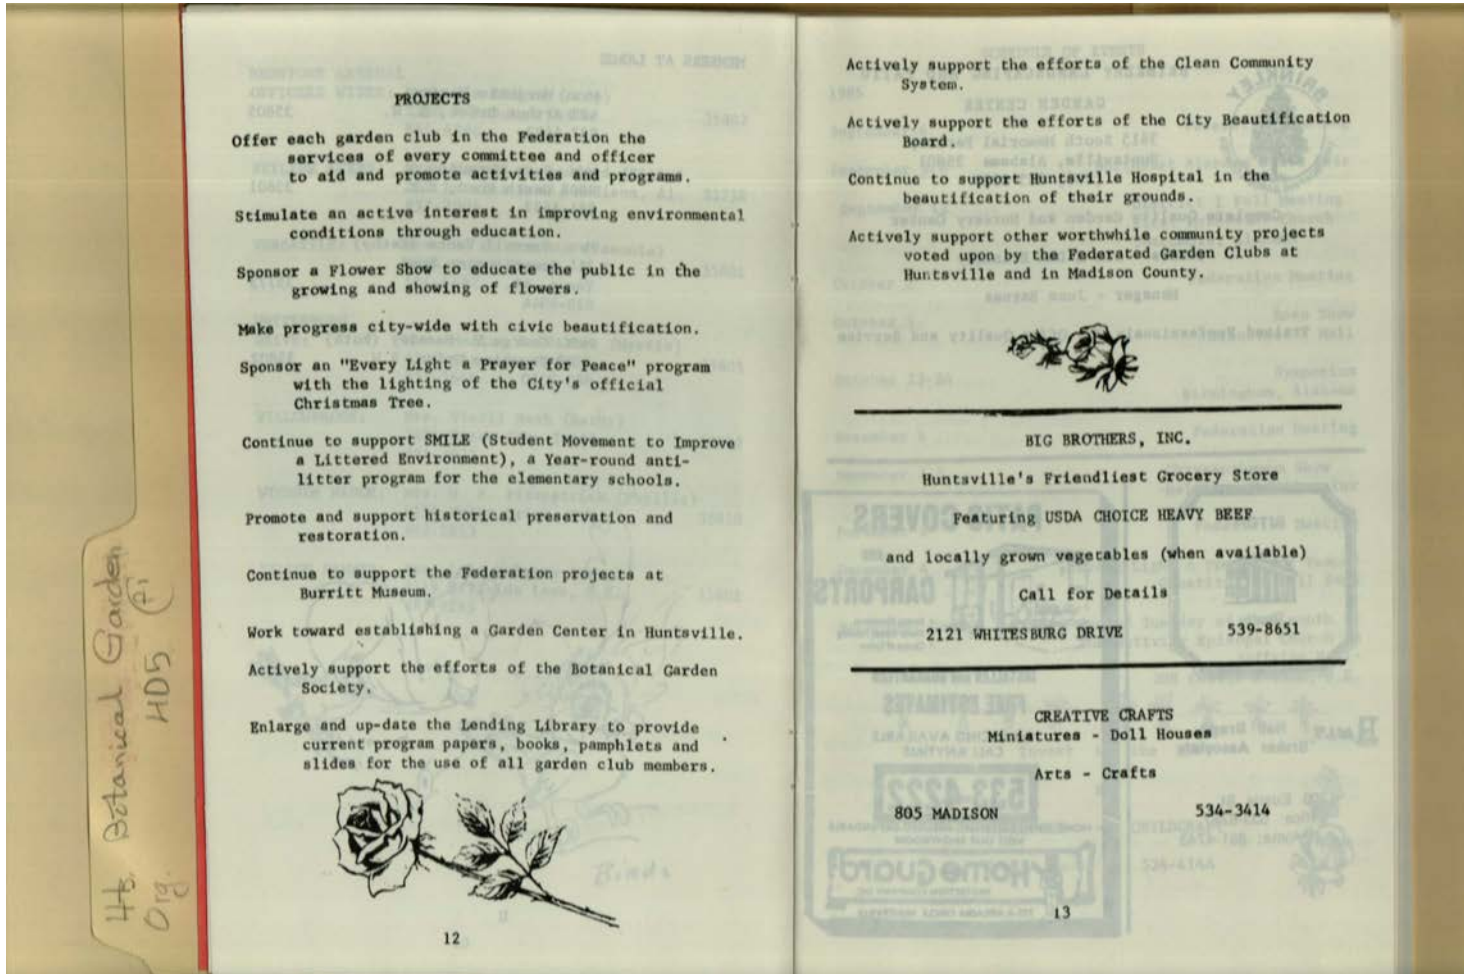 PROJECTS
Offer each garden club in the Federation the
services of every committee and officer
to aid and promote activities and programs.
Stimulate an active interest in improving environmental
conditions through education.
Sponsor a Flower Show to educate the public in the
growing and showing of flowers.
Make progress city-wide with civic beautification.
Sponsor an "Every Light a Prayer for Peace" program
with the lighting of the City's official
Christmas Tree.
Continue to support SMILE (Student Movement to Improve
a Littered Environment), a Year-round anti-
litter program for the elementary schools.
Promote and support historical preservation and
restoration.
Continue to support the Federation projects at
Burritt Museum.
Work toward establishing a Garden Center in Huntsville.
Actively support the efforts of the Botanical Garden
Society.
Enlarge and up-date the Lending Library to provide
current program papers, books, pamphlets and
slides for the use of all garden club members.
12
Actively support the efforts of the Clean Community
System.
Actively support the efforts of the City Beautification
Board.
Continue to support Huntsville Hospital in the
beautification of their grounds.
Actively support other worthwhile community projects
voted upon by the Federated Garden Clubs at
Huntsville and in Madison County.
BIG BROTHERS, INC.
Huntsville's Friendliest Grocery Store
Featuring USDA CHOICE HEAVY BEEF
and locally grown vegetables (when available)
Call for Details
2121 WHITESBURG DRIVE 539-8651
CREATIVE CRAFTS
Miniatures - Doll Houses
Arts - Crafts
805 MADISON 534-3414
13
Botanical Garden
Org. HD5